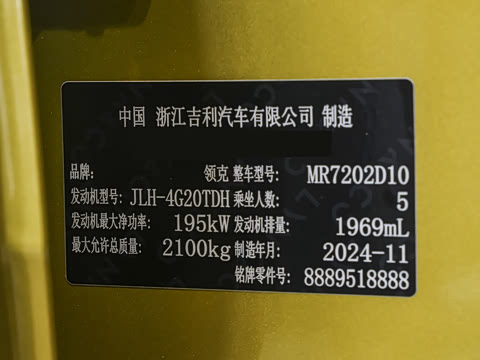 中国 浙江吉利汽车有限公司 制造
品牌: 领克 整车型号: MR7202D10
发动机型号: JLH-4G20TDH 乘坐人数: 5
发动机最大净功率: 195kW 发动机排量: 1969mL
最大允许总质量: 2100kg 制造年月: 2024-11
铭牌零件号: 8889518888